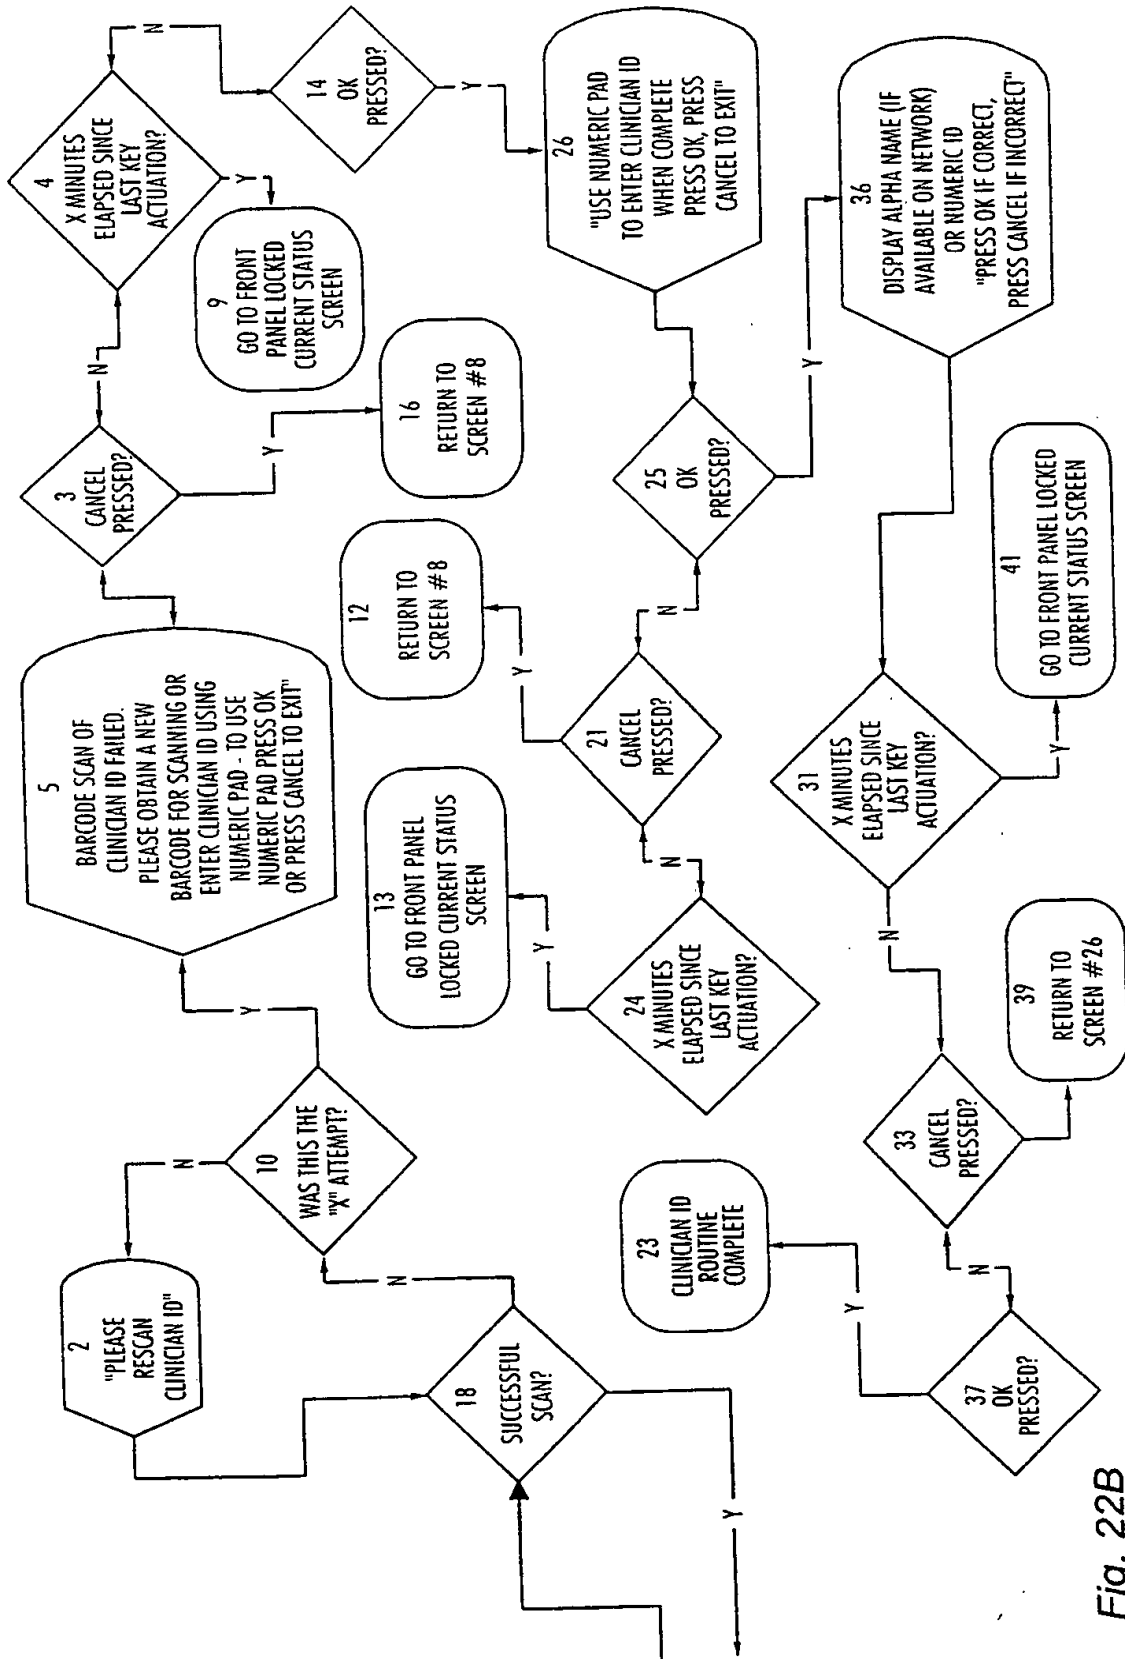 2
"PLEASE
RESCAN
CLINICIAN ID"
18
SUCCESSFUL
SCAN?
N
Y
10
WAS THIS THE
"X" ATTEMPT?
N
Y
5
BARCODE SCAN OF
CLINICIAN ID FAILED.
PLEASE OBTAIN A NEW
BARCODE FOR SCANNING OR
ENTER CLINICIAN ID USING
NUMERIC PAD - TO USE
NUMERIC PAD PRESS OK
OR PRESS CANCEL TO EXIT"
3
CANCEL
PRESSED?
N
Y
16
RETURN TO
SCREEN #8
4
X MINUTES
ELAPSED SINCE
LAST KEY
ACTUATION?
N
Y
9
GO TO FRONT
PANEL LOCKED
CURRENT STATUS
SCREEN
14
OK
PRESSED?
Y
26
"USE NUMERIC PAD
TO ENTER CLINICIAN ID
WHEN COMPLETE
PRESS OK, PRESS
CANCEL TO EXIT"
25
OK
PRESSED?
N
Y
21
CANCEL
PRESSED?
Y
N
12
RETURN TO
SCREEN #8
24
X MINUTES
ELAPSED SINCE
LAST KEY
ACTUATION?
Y
13
GO TO FRONT PANEL
LOCKED CURRENT STATUS
SCREEN
36
DISPLAY ALPHA NAME (IF
AVAILABLE ON NETWORK)
OR NUMERIC ID
"PRESS OK IF CORRECT,
PRESS CANCEL IF INCORRECT"
31
X MINUTES
ELAPSED SINCE
LAST KEY
ACTUATION?
N
Y
41
GO TO FRONT PANEL LOCKED
CURRENT STATUS SCREEN
33
CANCEL
PRESSED?
N
39
RETURN TO
SCREEN #26
37
OK
PRESSED?
Y
23
CLINICIAN ID
ROUTINE
COMPLETE
Fig. 22B